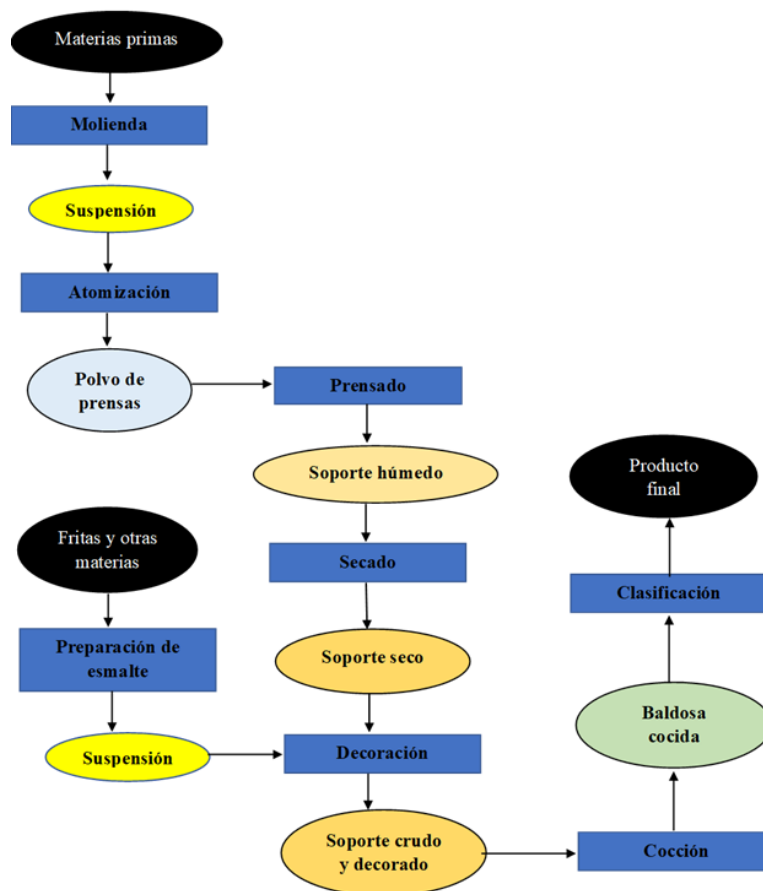 Materias primas
Molienda
Suspensión
Atomización
Polvo de
prensas
Prensado
Soporte húmedo
Secado
Soporte seco
Fritas y otras
materias
Preparación de
esmalte
Suspensión
Decoración
Soporte crudo
y decorado
Cocción
Baldosa
cocida
Clasificación
Producto
final